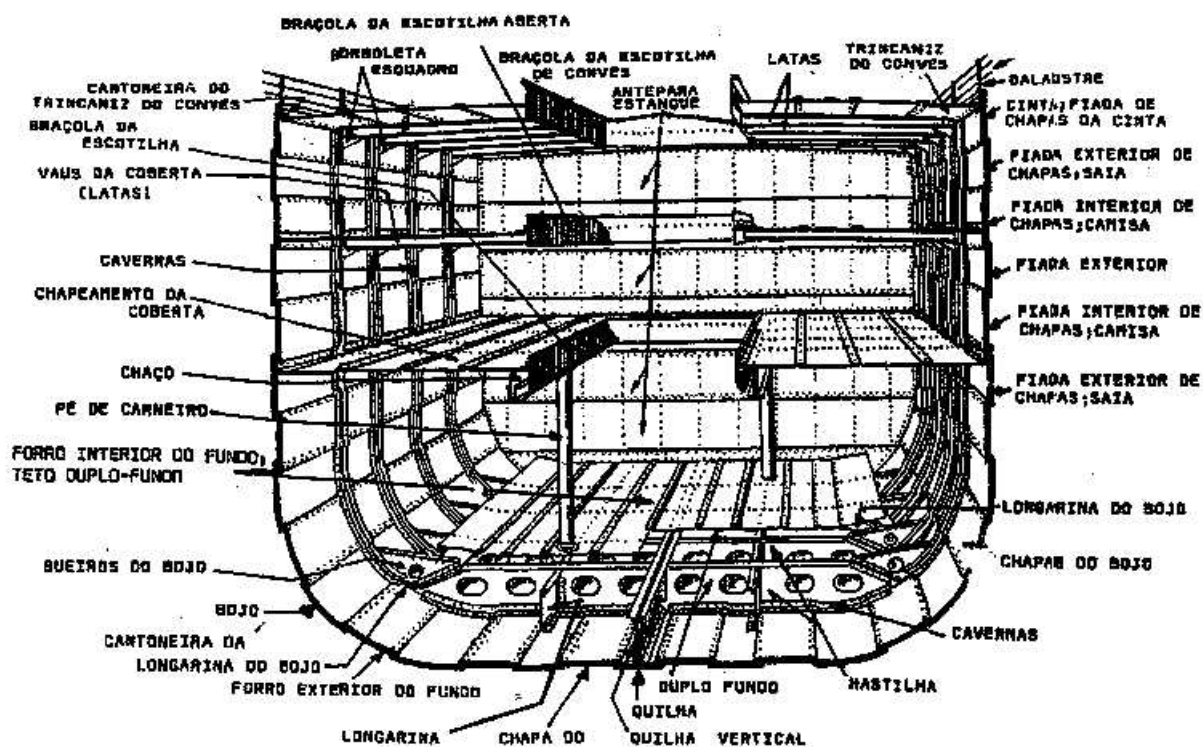 BRAÇOLA DA ESCOTILHA ABERTA
BORBOLETA
ESQUADRO
BRAÇOLA DA ESCOTILHA
DE CONVÉS
LATAS
TRINCANIZ
DO CONVÉS
BALAUSTRE
CANTONEIRA DO
TRINCANIZ DO CONVÉS
ANTEPARA
ESTANQUE
CINTA;FIADA DE
CHAPAS DA CINTA
BRAÇOLA DA
ESCOTILHA
FIADA EXTERIOR DE
CHAPAS;SAIA
VAUS DA COBERTA
(LATAS)
FIADA INTERIOR DE
CHAPAS;CAMISA
CAVERNAS
FIADA EXTERIOR
CHAPEAMENTO DA
COBERTA
FIADA INTERIOR DE
CHAPAS;CAMISA
CHAÇO
FIADA EXTERIOR DE
CHAPAS;SAIA
PÉ DE CARNEIRO
FORRO INTERIOR DO FUNDO;
TETO DUPLO-FUNDO
LONGARINA DO BOJO
BUEIROS DO BOJO
CHAPAS DO BOJO
BOJO
CANTONEIRA DA
LONGARINA DO BOJO
CAVERNAS
FORRO EXTERIOR DO FUNDO
DUPLO FUNDO
HASTILHA
QUILHA
LONGARINA
CHAPA DO
QUILHA VERTICAL